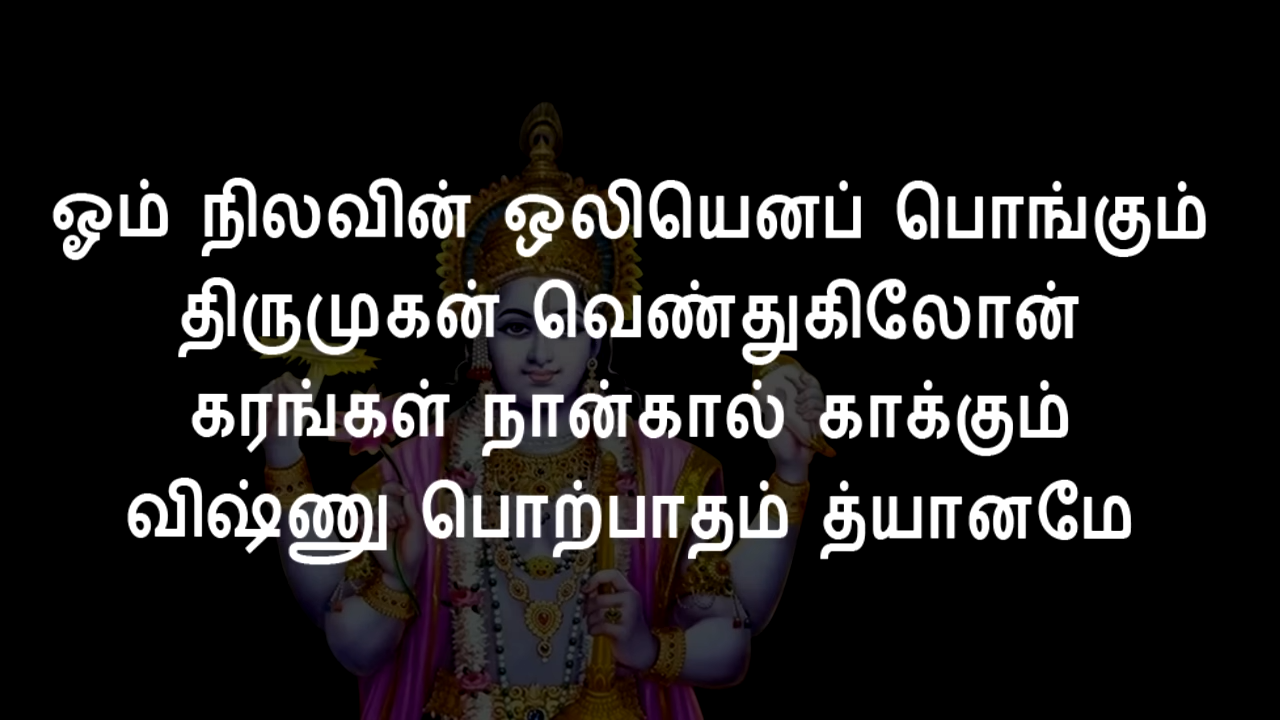 ஓம் நிலவின் ஒலியெனப் பொங்கும்
திருமுகன் வெண்துகிலோன்
கரங்கள் நான்கால் காக்கும்
விஷ்ணு பொற்பாதம் த்யானமே